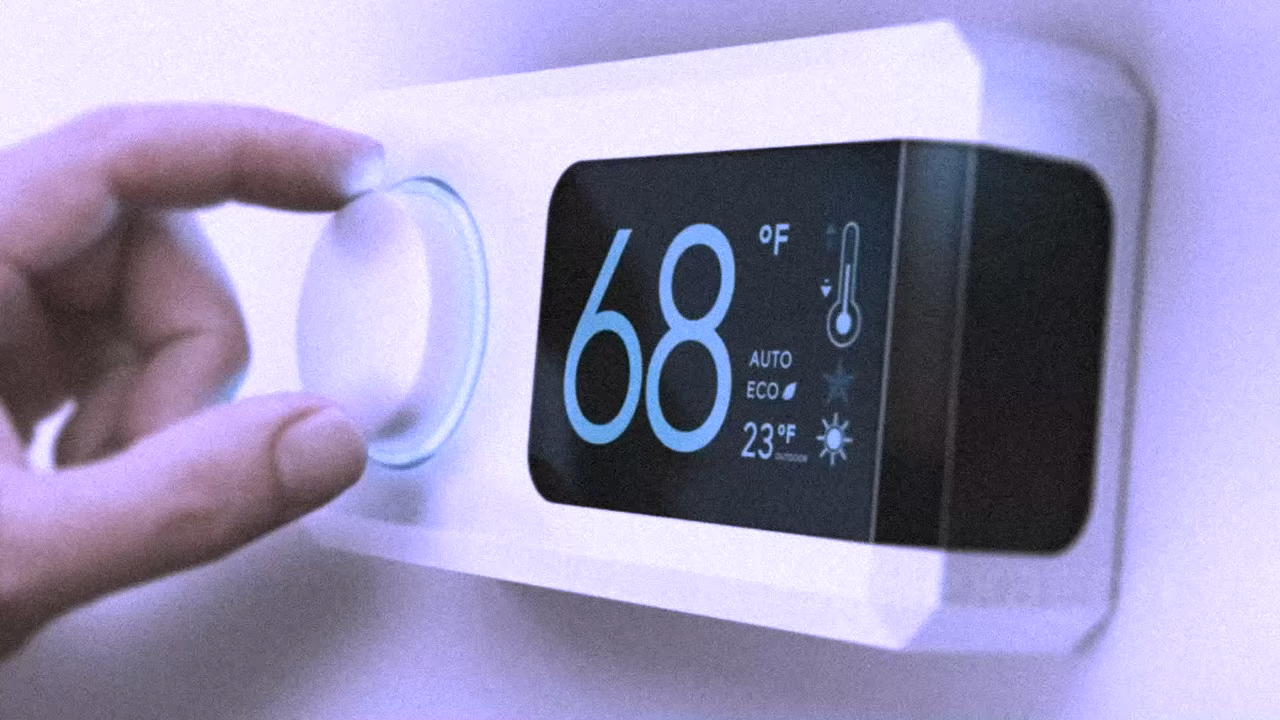 68 °F
AUTO
ECO
23 °F
OUTDOOR